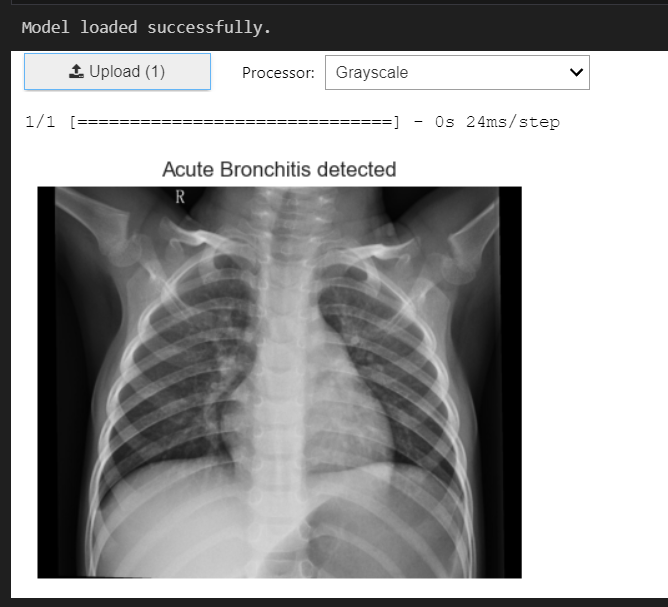 Model loaded successfully.
Upload (1) Processor: Grayscale
1/1 [==============================] - 0s 24ms/step
Acute Bronchitis detected
R